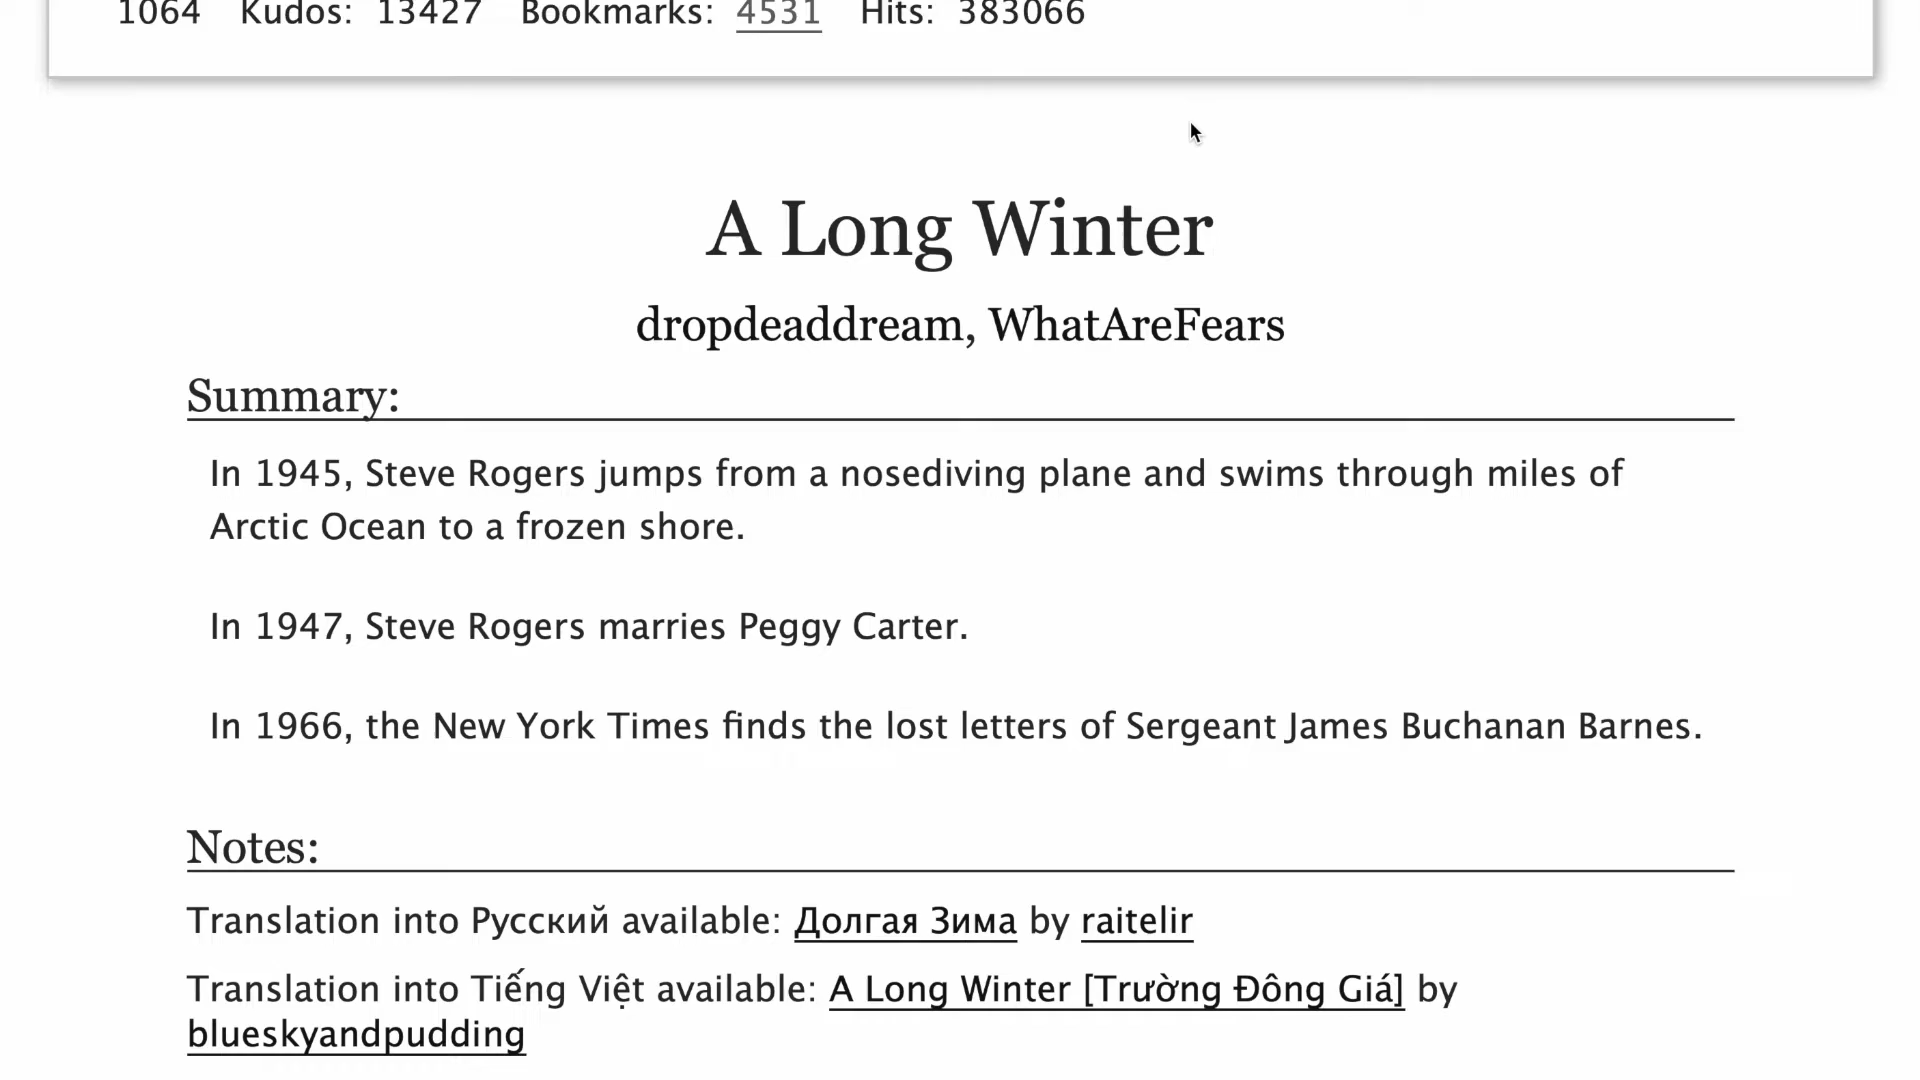 1064 Kudos: 13427 Bookmarks: 4531 Hits: 383066
A Long Winter
dropdeaddream, WhatAreFears
Summary:
In 1945, Steve Rogers jumps from a nosediving plane and swims through miles of
Arctic Ocean to a frozen shore.
In 1947, Steve Rogers marries Peggy Carter.
In 1966, the New York Times finds the lost letters of Sergeant James Buchanan Barnes.
Notes:
Translation into Русский available: Долгая Зима by raitelir
Translation into Tiếng Việt available: A Long Winter [Trường Đông Giá] by
blueskyandpudding